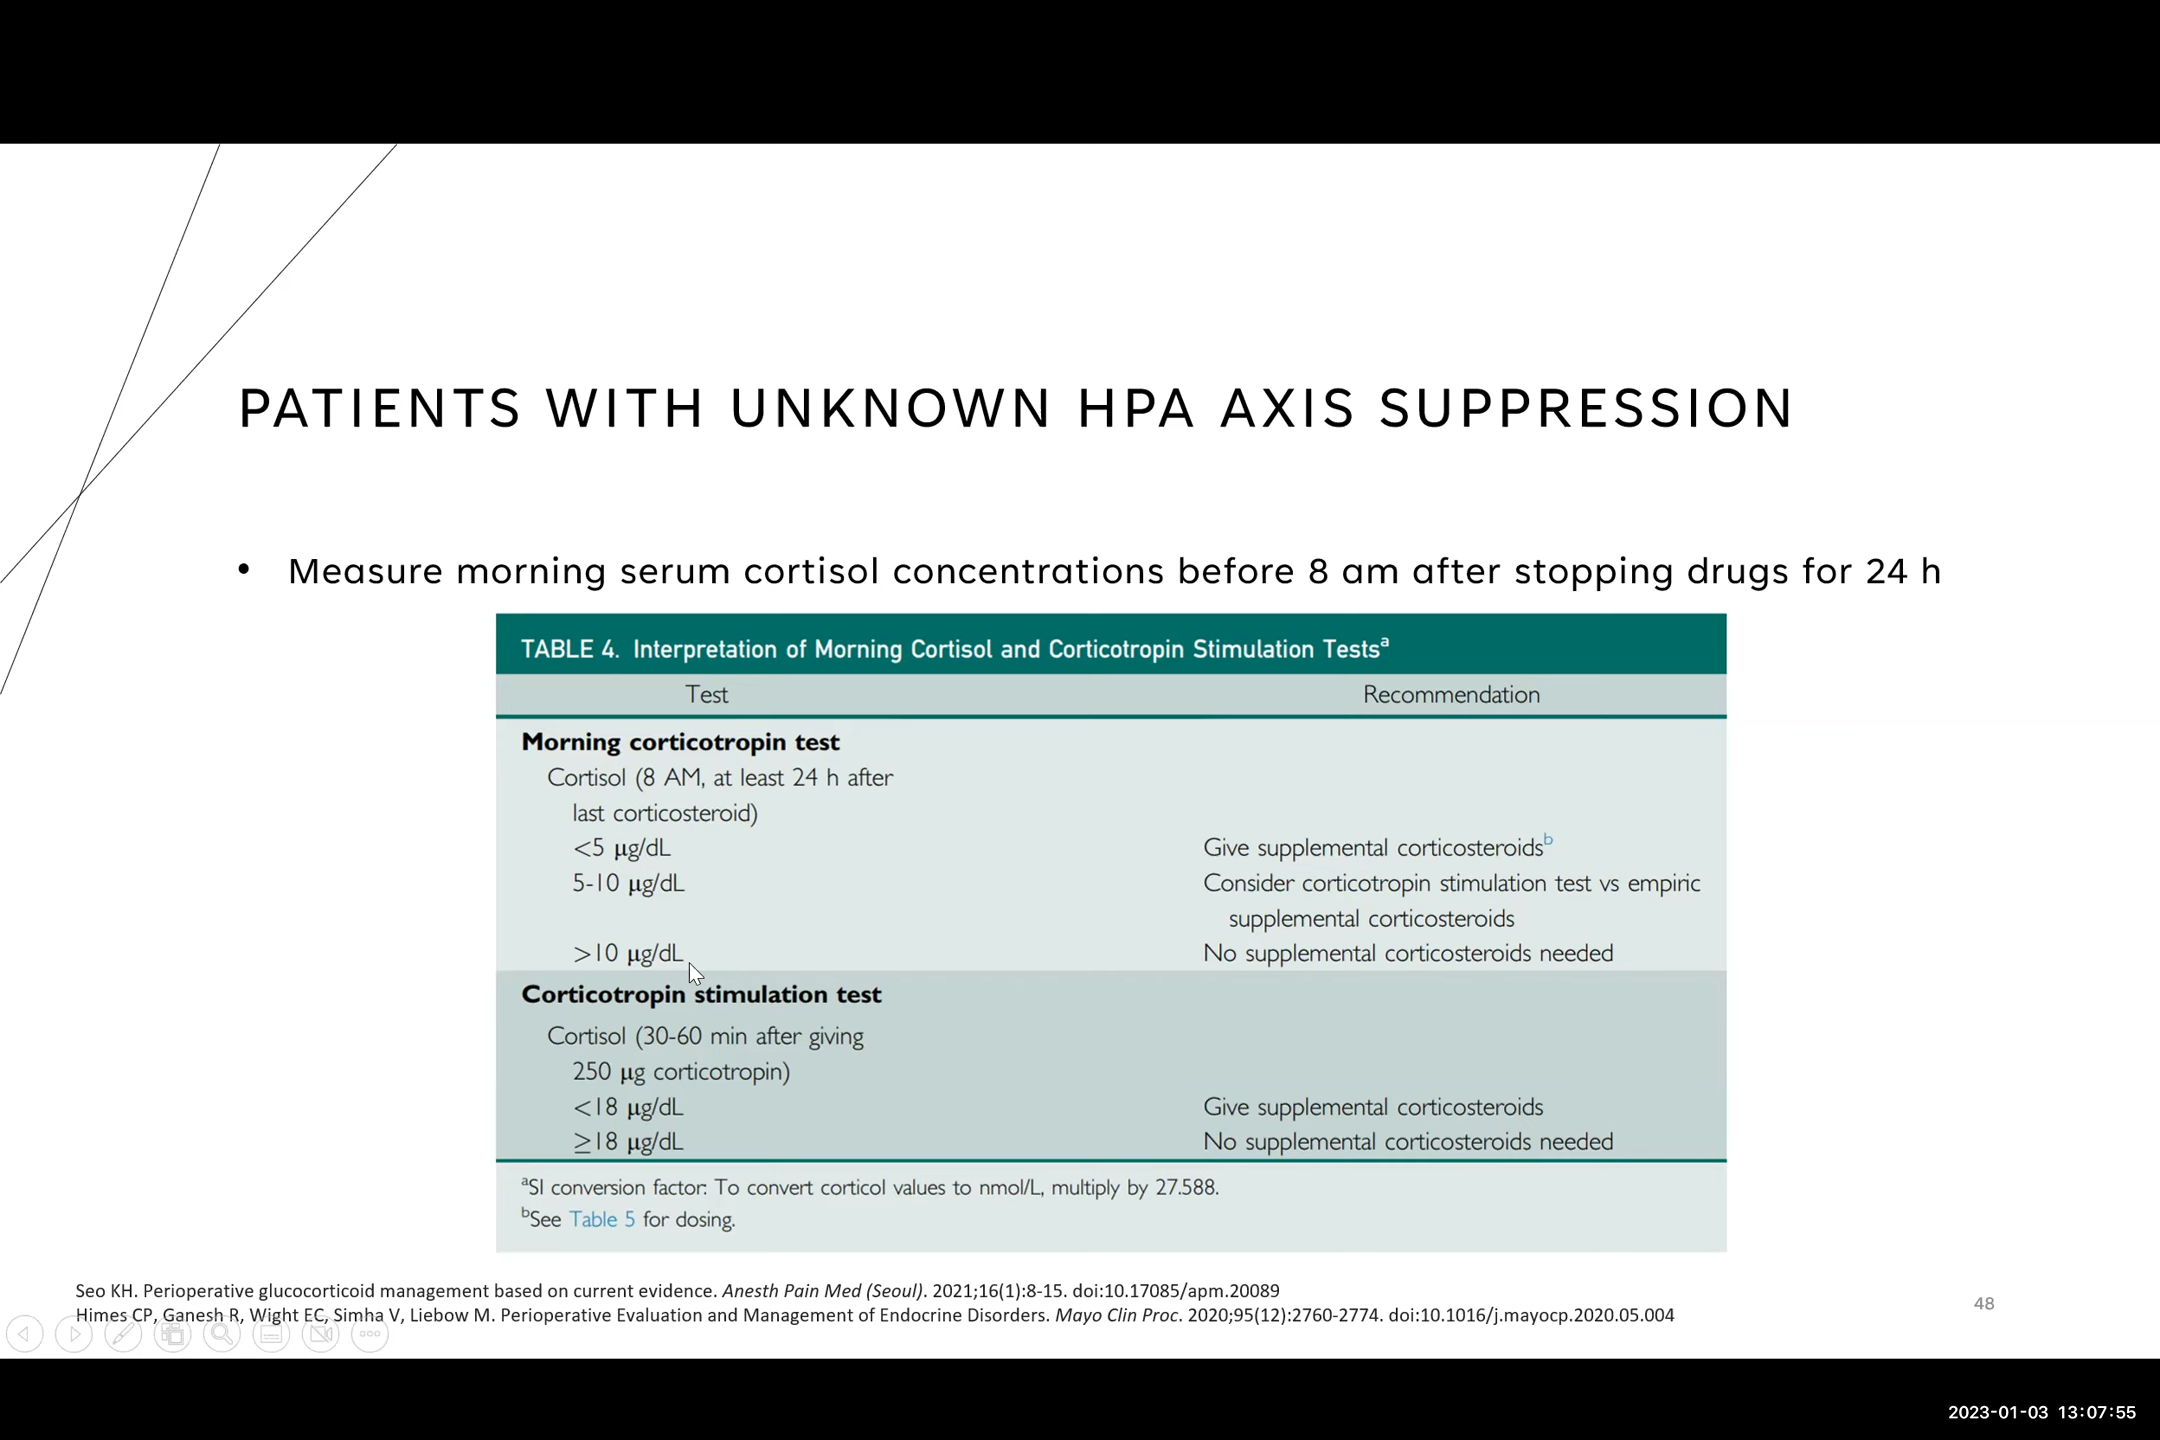 PATIENTS WITH UNKNOWN HPA AXIS SUPPRESSION
• Measure morning serum cortisol concentrations before 8 am after stopping drugs for 24 h
TABLE 4. Interpretation of Morning Cortisol and Corticotropin Stimulation Testsᵃ
Test Recommendation
Morning corticotropin test
Cortisol (8 AM, at least 24 h after
last corticosteroid)
<5 µg/dL Give supplemental corticosteroidsᵇ
5-10 µg/dL Consider corticotropin stimulation test vs empiric
supplemental corticosteroids
>10 µg/dL No supplemental corticosteroids needed
Corticotropin stimulation test
Cortisol (30-60 min after giving
250 µg corticotropin)
<18 µg/dL Give supplemental corticosteroids
≥18 µg/dL No supplemental corticosteroids needed
ᵃSI conversion factor: To convert corticol values to nmol/L, multiply by 27.588.
ᵇSee Table 5 for dosing.
Seo KH. Perioperative glucocorticoid management based on current evidence. Anesth Pain Med (Seoul). 2021;16(1):8-15. doi:10.17085/apm.20089
Himes CP, Ganesh R, Wight EC, Simha V, Liebow M. Perioperative Evaluation and Management of Endocrine Disorders. Mayo Clin Proc. 2020;95(12):2760-2774. doi:10.1016/j.mayocp.2020.05.004
48
2023-01-03 13:07:55